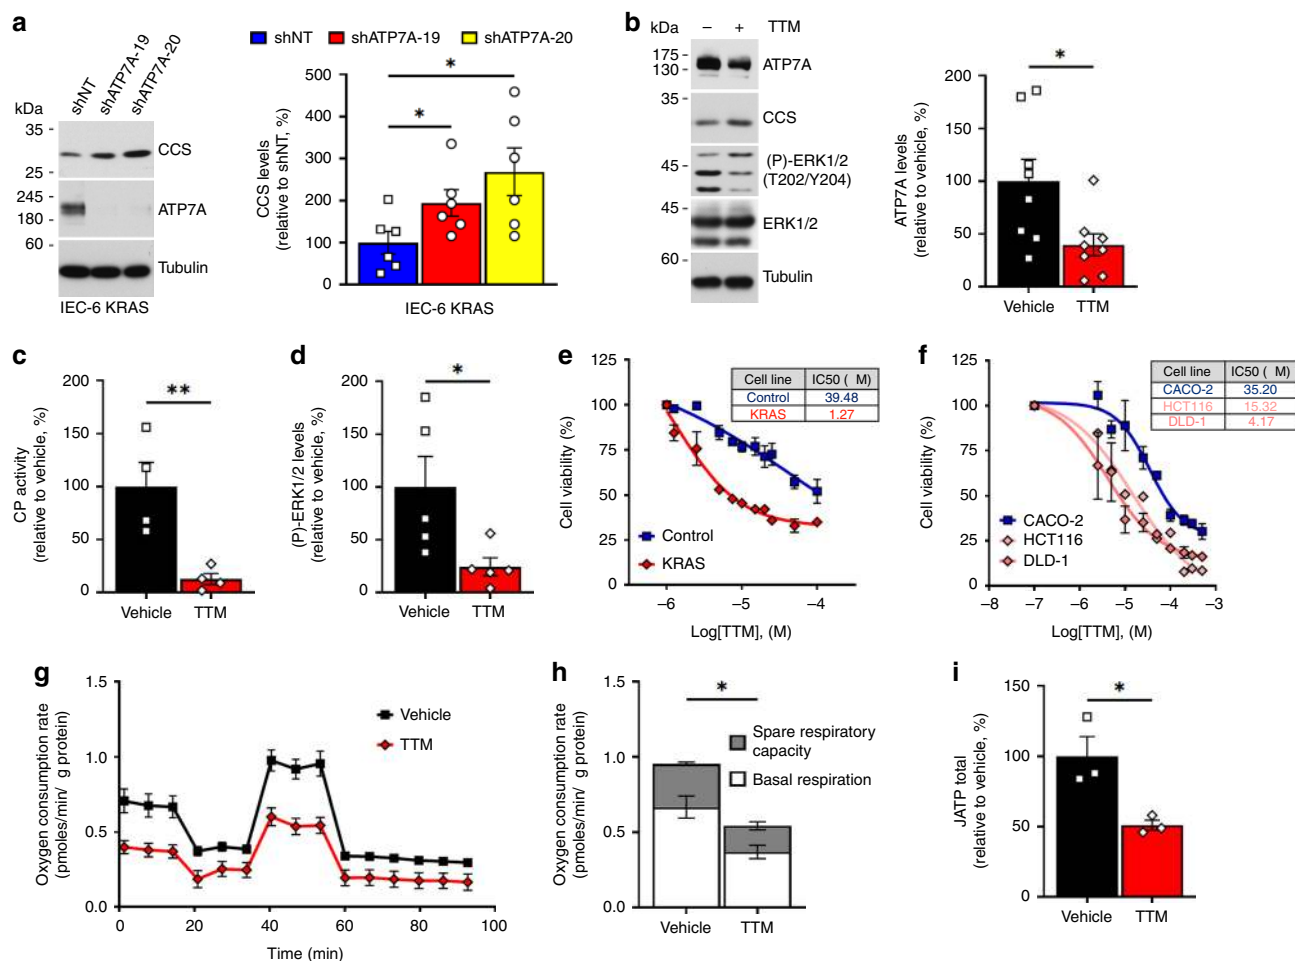 a
shNT
shATP7A-19
shATP7A-20
kDa
35
25
245
180
60
CCS
ATP7A
Tubulin
IEC-6 KRAS
shNT shATP7A-19 shATP7A-20
CCS levels
(relative to shNT, %)
500
400
300
200
100
0
*
*
IEC-6 KRAS
b
kDa – + TTM
175
130
35
45
45
60
ATP7A
CCS
(P)-ERK1/2
(T202/Y204)
ERK1/2
Tubulin
ATP7A levels
(relative to vehicle, %)
200
150
100
50
0
*
Vehicle TTM
c
CP activity
(relative to vehicle, %)
200
150
100
50
0
**
Vehicle TTM
d
(P)-ERK1/2 levels
(relative to vehicle, %)
200
150
100
50
0
*
Vehicle TTM
e
Cell viability (%)
125
100
75
50
25
0
Cell line IC50 ( M)
Control 39.48
KRAS 1.27
Control
KRAS
–6 –5 –4
Log[TTM], (M)
f
Cell viability (%)
125
100
75
50
25
0
Cell line IC50 ( M)
CACO-2 35.20
HCT116 15.32
DLD-1 4.17
CACO-2
HCT116
DLD-1
–8 –7 –6 –5 –4 –3
Log[TTM], (M)
g
Oxygen consumption rate
(pmoles/min/ g protein)
1.5
1.0
0.5
0.0
Vehicle
TTM
0 20 40 60 80 100
Time (min)
h
Oxygen consumption rate
(pmoles/min/ g protein)
1.5
1.0
0.5
0.0
*
Spare respiratory
capacity
Basal respiration
Vehicle TTM
i
JATP total
(relative to vehicle, %)
150
100
50
0
*
Vehicle TTM